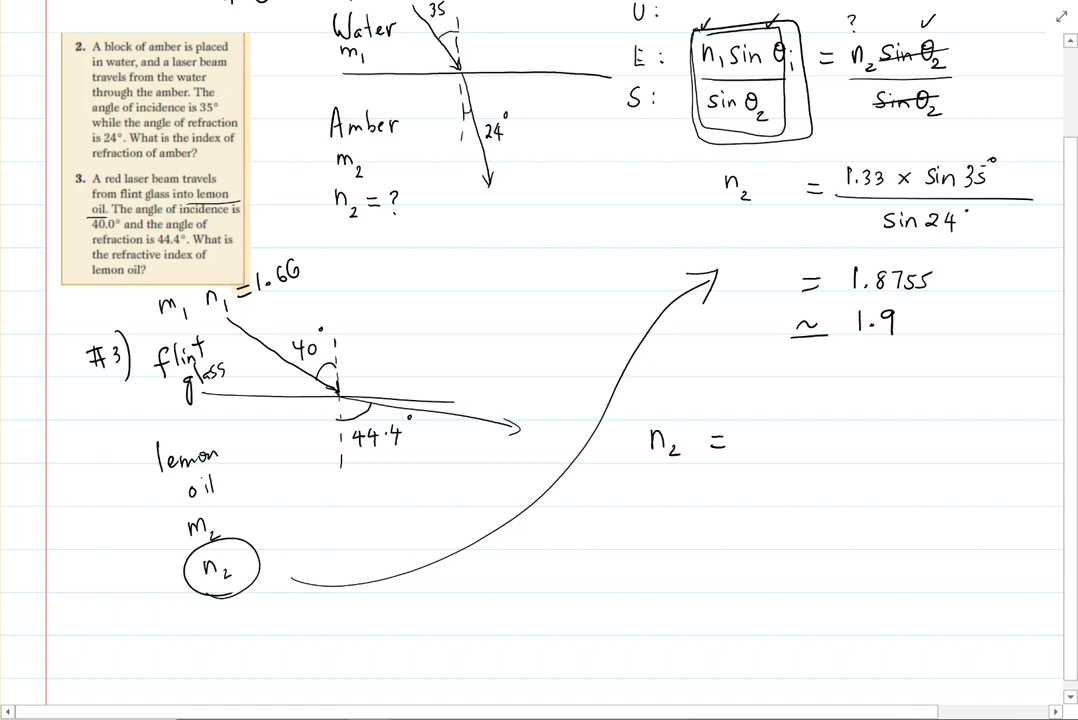 35
Water
m₁
U :
? ✓
E : n₁ sin θᵢ = n₂ sin θ₂
S : sin θ₂ sin θ₂
2. A block of amber is placed
in water, and a laser beam
travels from the water
through the amber. The
angle of incidence is 35°
while the angle of refraction
is 24°. What is the index of
refraction of amber?
Amber
m₂
n₂ = ?
24°
n₂ = 1.33 × sin 35°
sin 24°
3. A red laser beam travels
from flint glass into lemon
oil. The angle of incidence is
40.0° and the angle of
refraction is 44.4°. What is
the refractive index of
lemon oil?
= 1.8755
≃ 1.9
m₁ n₁ = 1.66
#3) flint
glass
40°
44.4°
lemon
oil
m₂
n₂
n₂ =